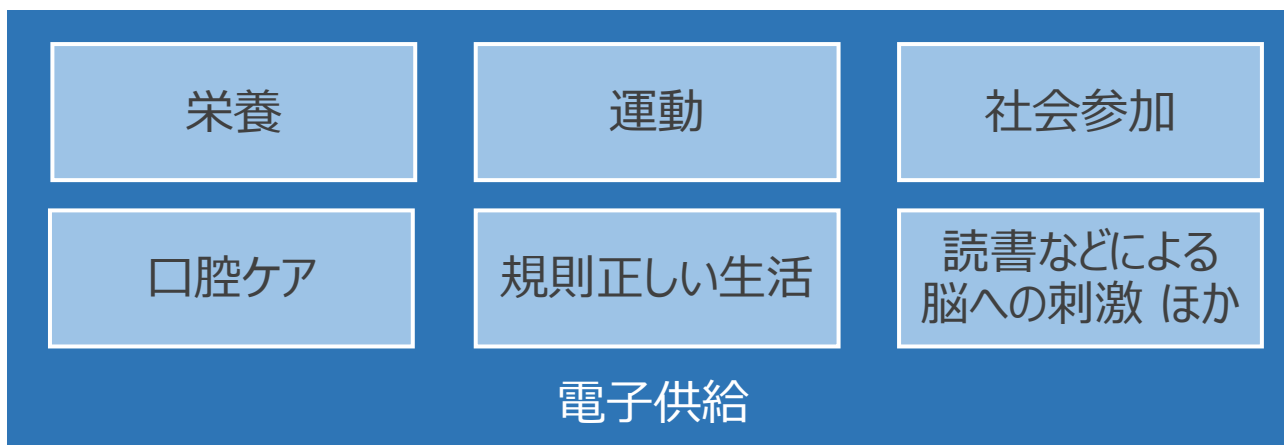 栄養
運動
社会参加
口腔ケア
規則正しい生活
読書などによる
脳への刺激 ほか
電子供給